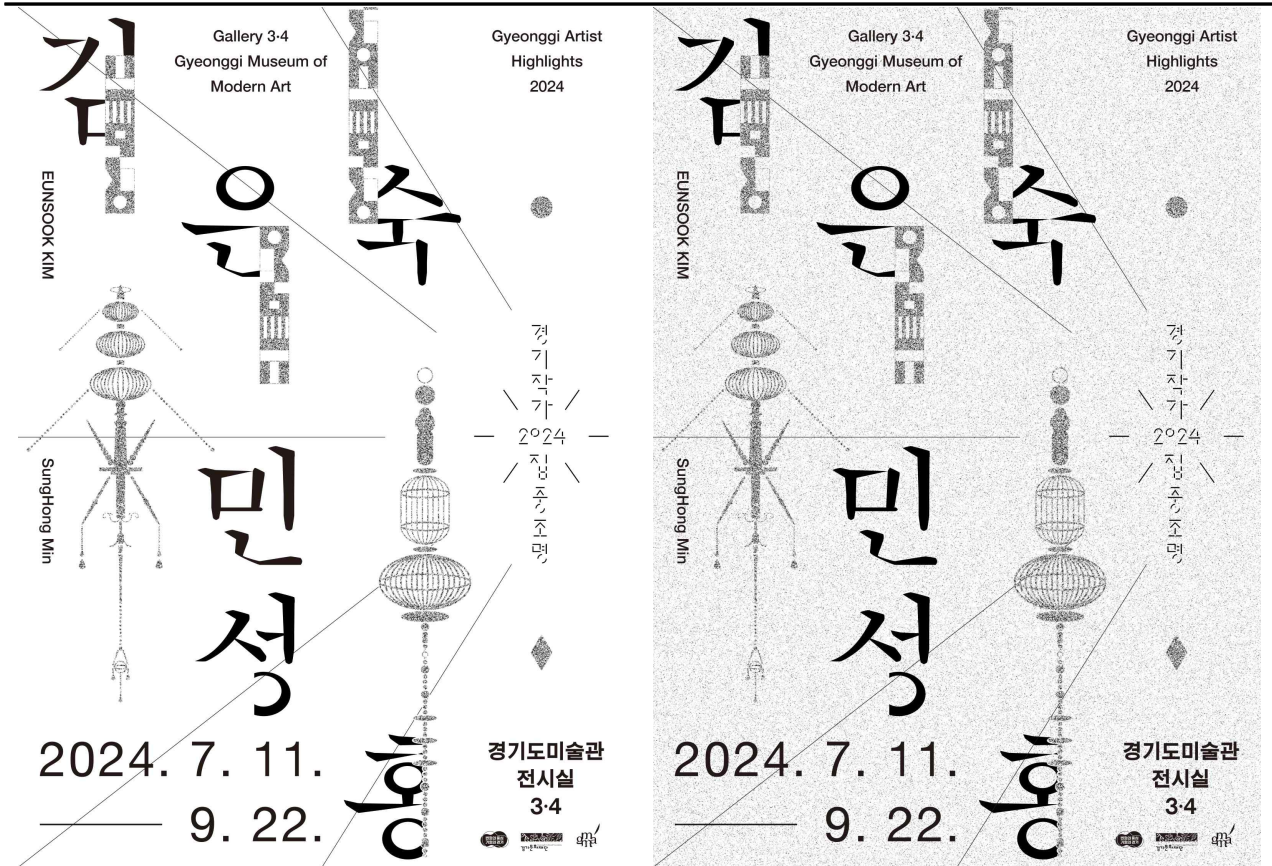 김은숙
Gallery 3·4
Gyeonggi Museum of
Modern Art
Gyeonggi Artist
Highlights
2024
EUNSOOK KIM
경기작가
2024
집중조명
SungHong Min
민성홍
2024. 7. 11.
9. 22.
경기도미술관
전시실
3·4
김은숙
Gallery 3·4
Gyeonggi Museum of
Modern Art
Gyeonggi Artist
Highlights
2024
EUNSOOK KIM
경기작가
2024
집중조명
SungHong Min
민성홍
2024. 7. 11.
9. 22.
경기도미술관
전시실
3·4